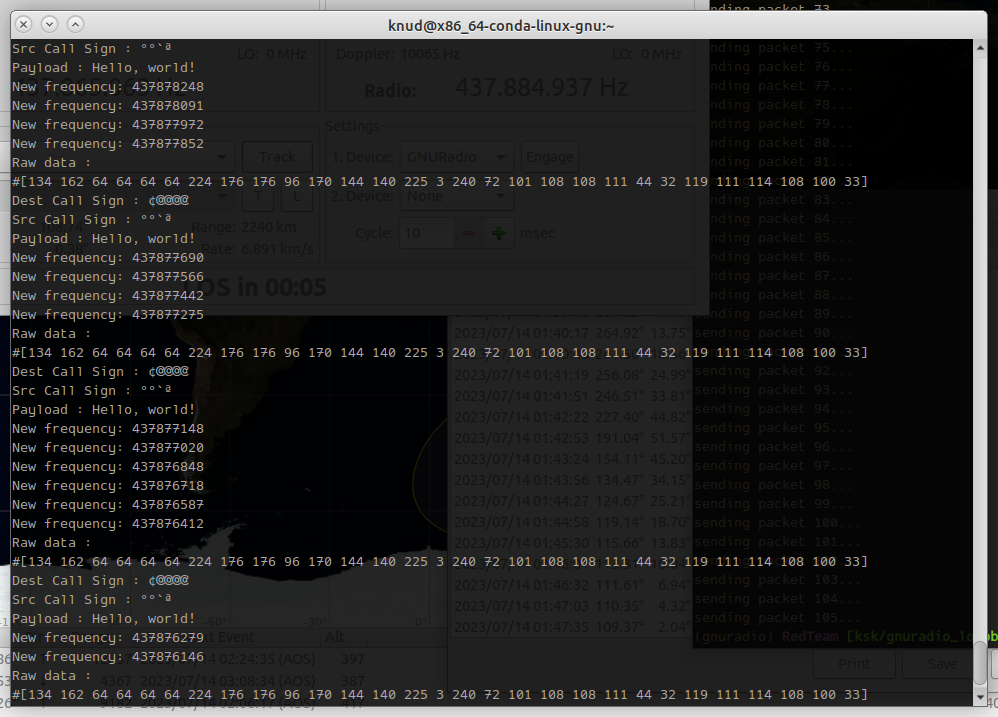 knud@x86_64-conda-linux-gnu:~
Src Call Sign : °°`ª
Payload : Hello, world!
New frequency: 437878248
New frequency: 437878091
New frequency: 437877972
New frequency: 437877852
Raw data :
#[134 162 64 64 64 64 224 176 176 96 170 144 140 225 3 240 72 101 108 108 111 44 32 119 111 114 108 100 33]
Dest Call Sign : ¢@@@@
Src Call Sign : °°`ª
Payload : Hello, world!
New frequency: 437877690
New frequency: 437877566
New frequency: 437877442
New frequency: 437877275
Raw data :
#[134 162 64 64 64 64 224 176 176 96 170 144 140 225 3 240 72 101 108 108 111 44 32 119 111 114 108 100 33]
Dest Call Sign : ¢@@@@
Src Call Sign : °°`ª
Payload : Hello, world!
New frequency: 437877148
New frequency: 437877020
New frequency: 437876848
New frequency: 437876718
New frequency: 437876587
New frequency: 437876412
Raw data :
#[134 162 64 64 64 64 224 176 176 96 170 144 140 225 3 240 72 101 108 108 111 44 32 119 111 114 108 100 33]
Dest Call Sign : ¢@@@@
Src Call Sign : °°`ª
Payload : Hello, world!
New frequency: 437876279
New frequency: 437876146
Raw data :
#[134 162 64 64 64 64 224 176 176 96 170 144 140 225 3 240 72 101 108 108 111 44 32 119 111 114 108 100 33]
LO: 0 MHz
Doppler: 10065 Hz
LO: 0 MHz
Radio: 437.884.937 Hz
Settings
Track
1. Device: GNURadio Engage
T L
2. Device: None
Range: 2240 km
Rate: 6.891 km/s
Cycle: 10 msec
LOS in 00:05
2023/07/14 01:40:17 264.92° 13.75°
2023/07/14 01:41:19 256.08° 24.99°
2023/07/14 01:41:51 246.51° 33.81°
2023/07/14 01:42:22 227.40° 44.82°
2023/07/14 01:42:53 191.04° 51.57°
2023/07/14 01:43:24 154.11° 45.20°
2023/07/14 01:43:56 134.47° 34.15°
2023/07/14 01:44:27 124.67° 25.21°
2023/07/14 01:44:58 119.14° 18.70°
2023/07/14 01:45:30 115.66° 13.83°
2023/07/14 01:46:32 111.61° 6.94°
2023/07/14 01:47:03 110.35° 4.32°
2023/07/14 01:47:35 109.37° 2.04°
nding packet 73
nding packet 75...
nding packet 76...
nding packet 77...
nding packet 78...
nding packet 79...
nding packet 80...
nding packet 81...
nding packet 83...
nding packet 84...
nding packet 85...
nding packet 86...
nding packet 87...
nding packet 88...
nding packet 89...
sending packet 90...
sending packet 92...
sending packet 93...
sending packet 94...
sending packet 95...
sending packet 96...
sending packet 97...
sending packet 98...
sending packet 99...
sending packet 100...
sending packet 101...
sending packet 103...
sending packet 104...
sending packet 105...
(gnuradio) RedTeam
-60° -30° 0°
Event Alt
2023/07/14 02:24:35 (AOS) 397
4367 2023/07/14 03:08:34 (AOS) 387
Print Save